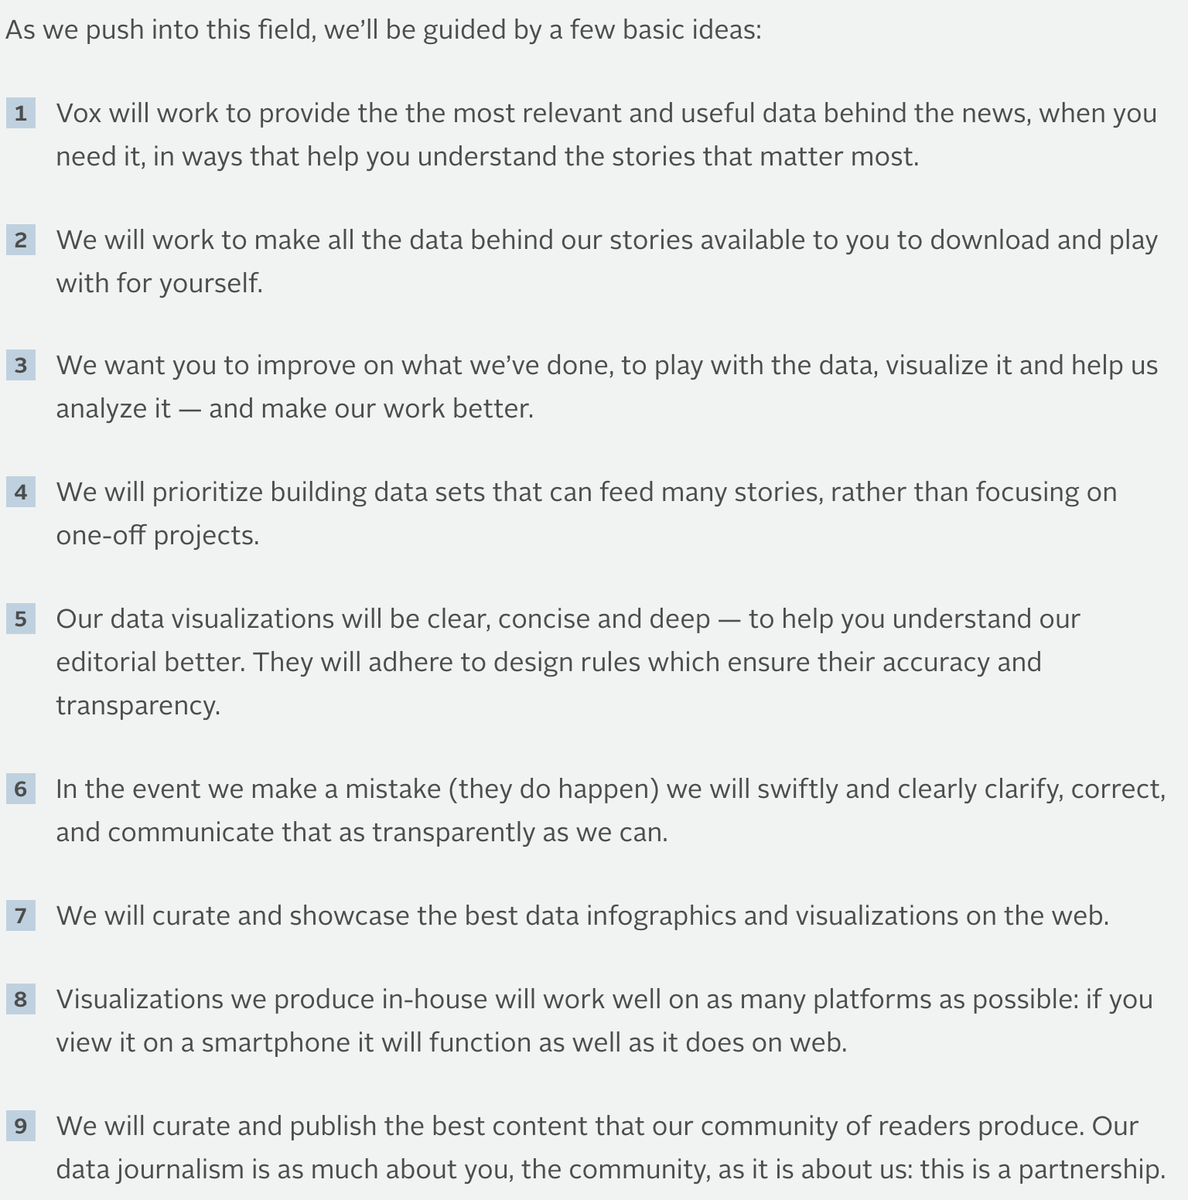 As we push into this field, we’ll be guided by a few basic ideas:
1 Vox will work to provide the the most relevant and useful data behind the news, when you
need it, in ways that help you understand the stories that matter most.
2 We will work to make all the data behind our stories available to you to download and play
with for yourself.
3 We want you to improve on what we’ve done, to play with the data, visualize it and help us
analyze it — and make our work better.
4 We will prioritize building data sets that can feed many stories, rather than focusing on
one-off projects.
5 Our data visualizations will be clear, concise and deep — to help you understand our
editorial better. They will adhere to design rules which ensure their accuracy and
transparency.
6 In the event we make a mistake (they do happen) we will swiftly and clearly clarify, correct,
and communicate that as transparently as we can.
7 We will curate and showcase the best data infographics and visualizations on the web.
8 Visualizations we produce in-house will work well on as many platforms as possible: if you
view it on a smartphone it will function as well as it does on web.
9 We will curate and publish the best content that our community of readers produce. Our
data journalism is as much about you, the community, as it is about us: this is a partnership.